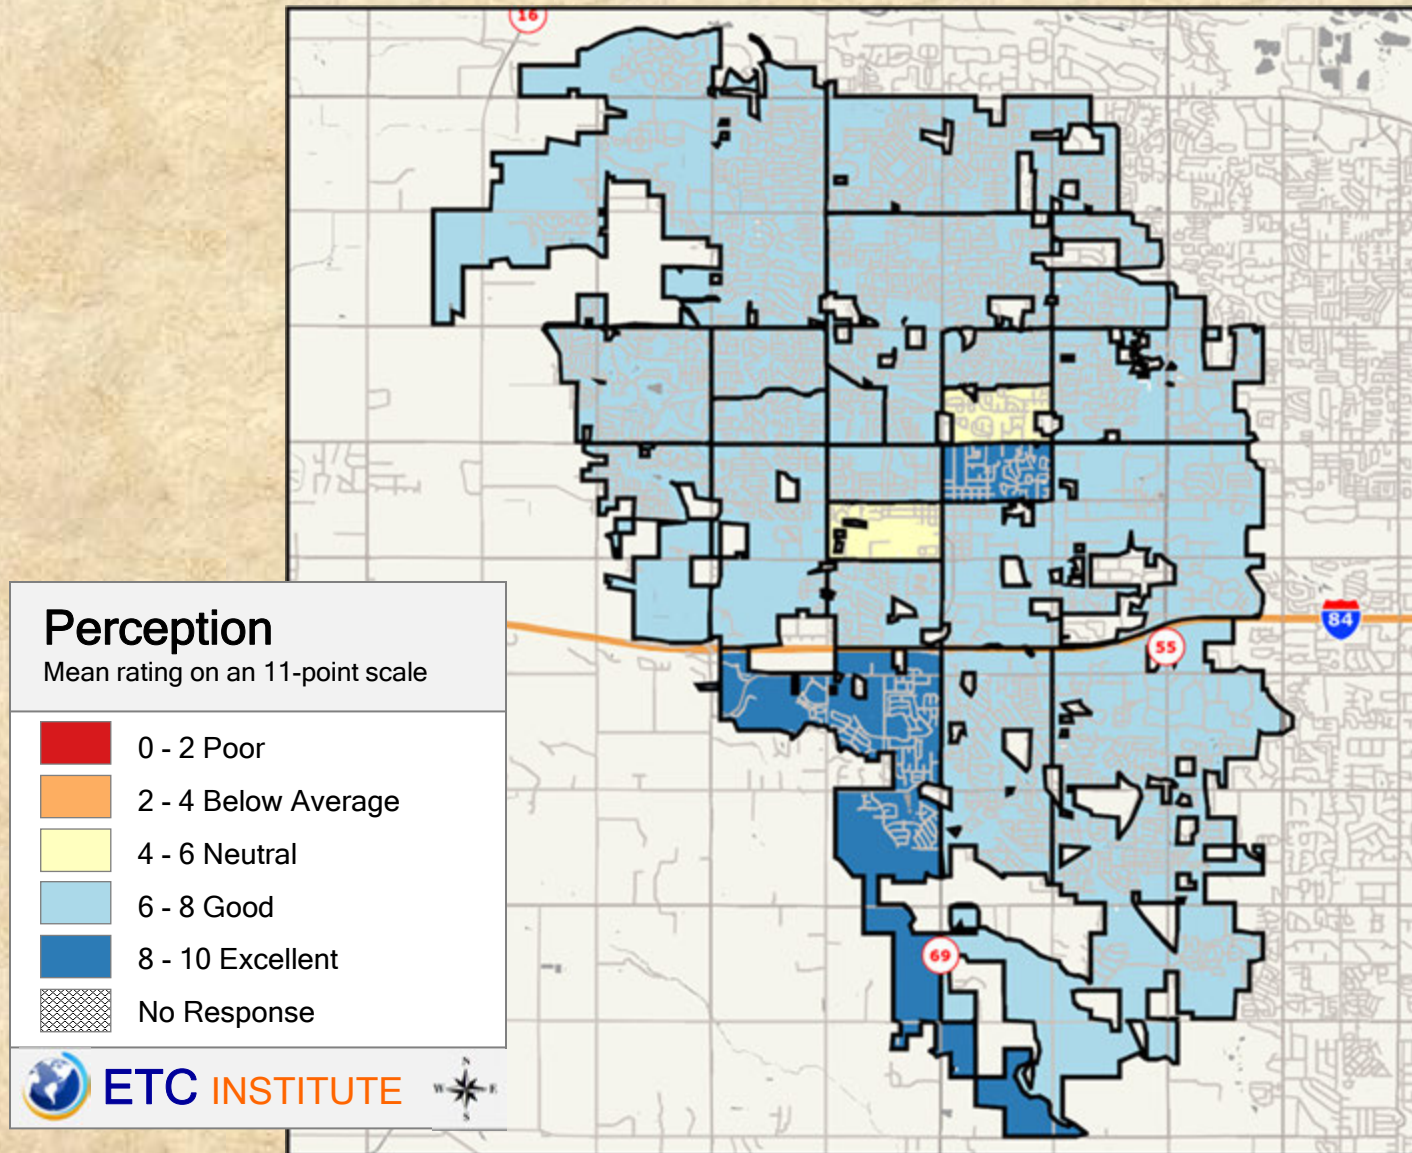 16
84
55
69
Perception
Mean rating on an 11-point scale
0 - 2 Poor
2 - 4 Below Average
4 - 6 Neutral
6 - 8 Good
8 - 10 Excellent
No Response
ETC INSTITUTE
N
W E
S